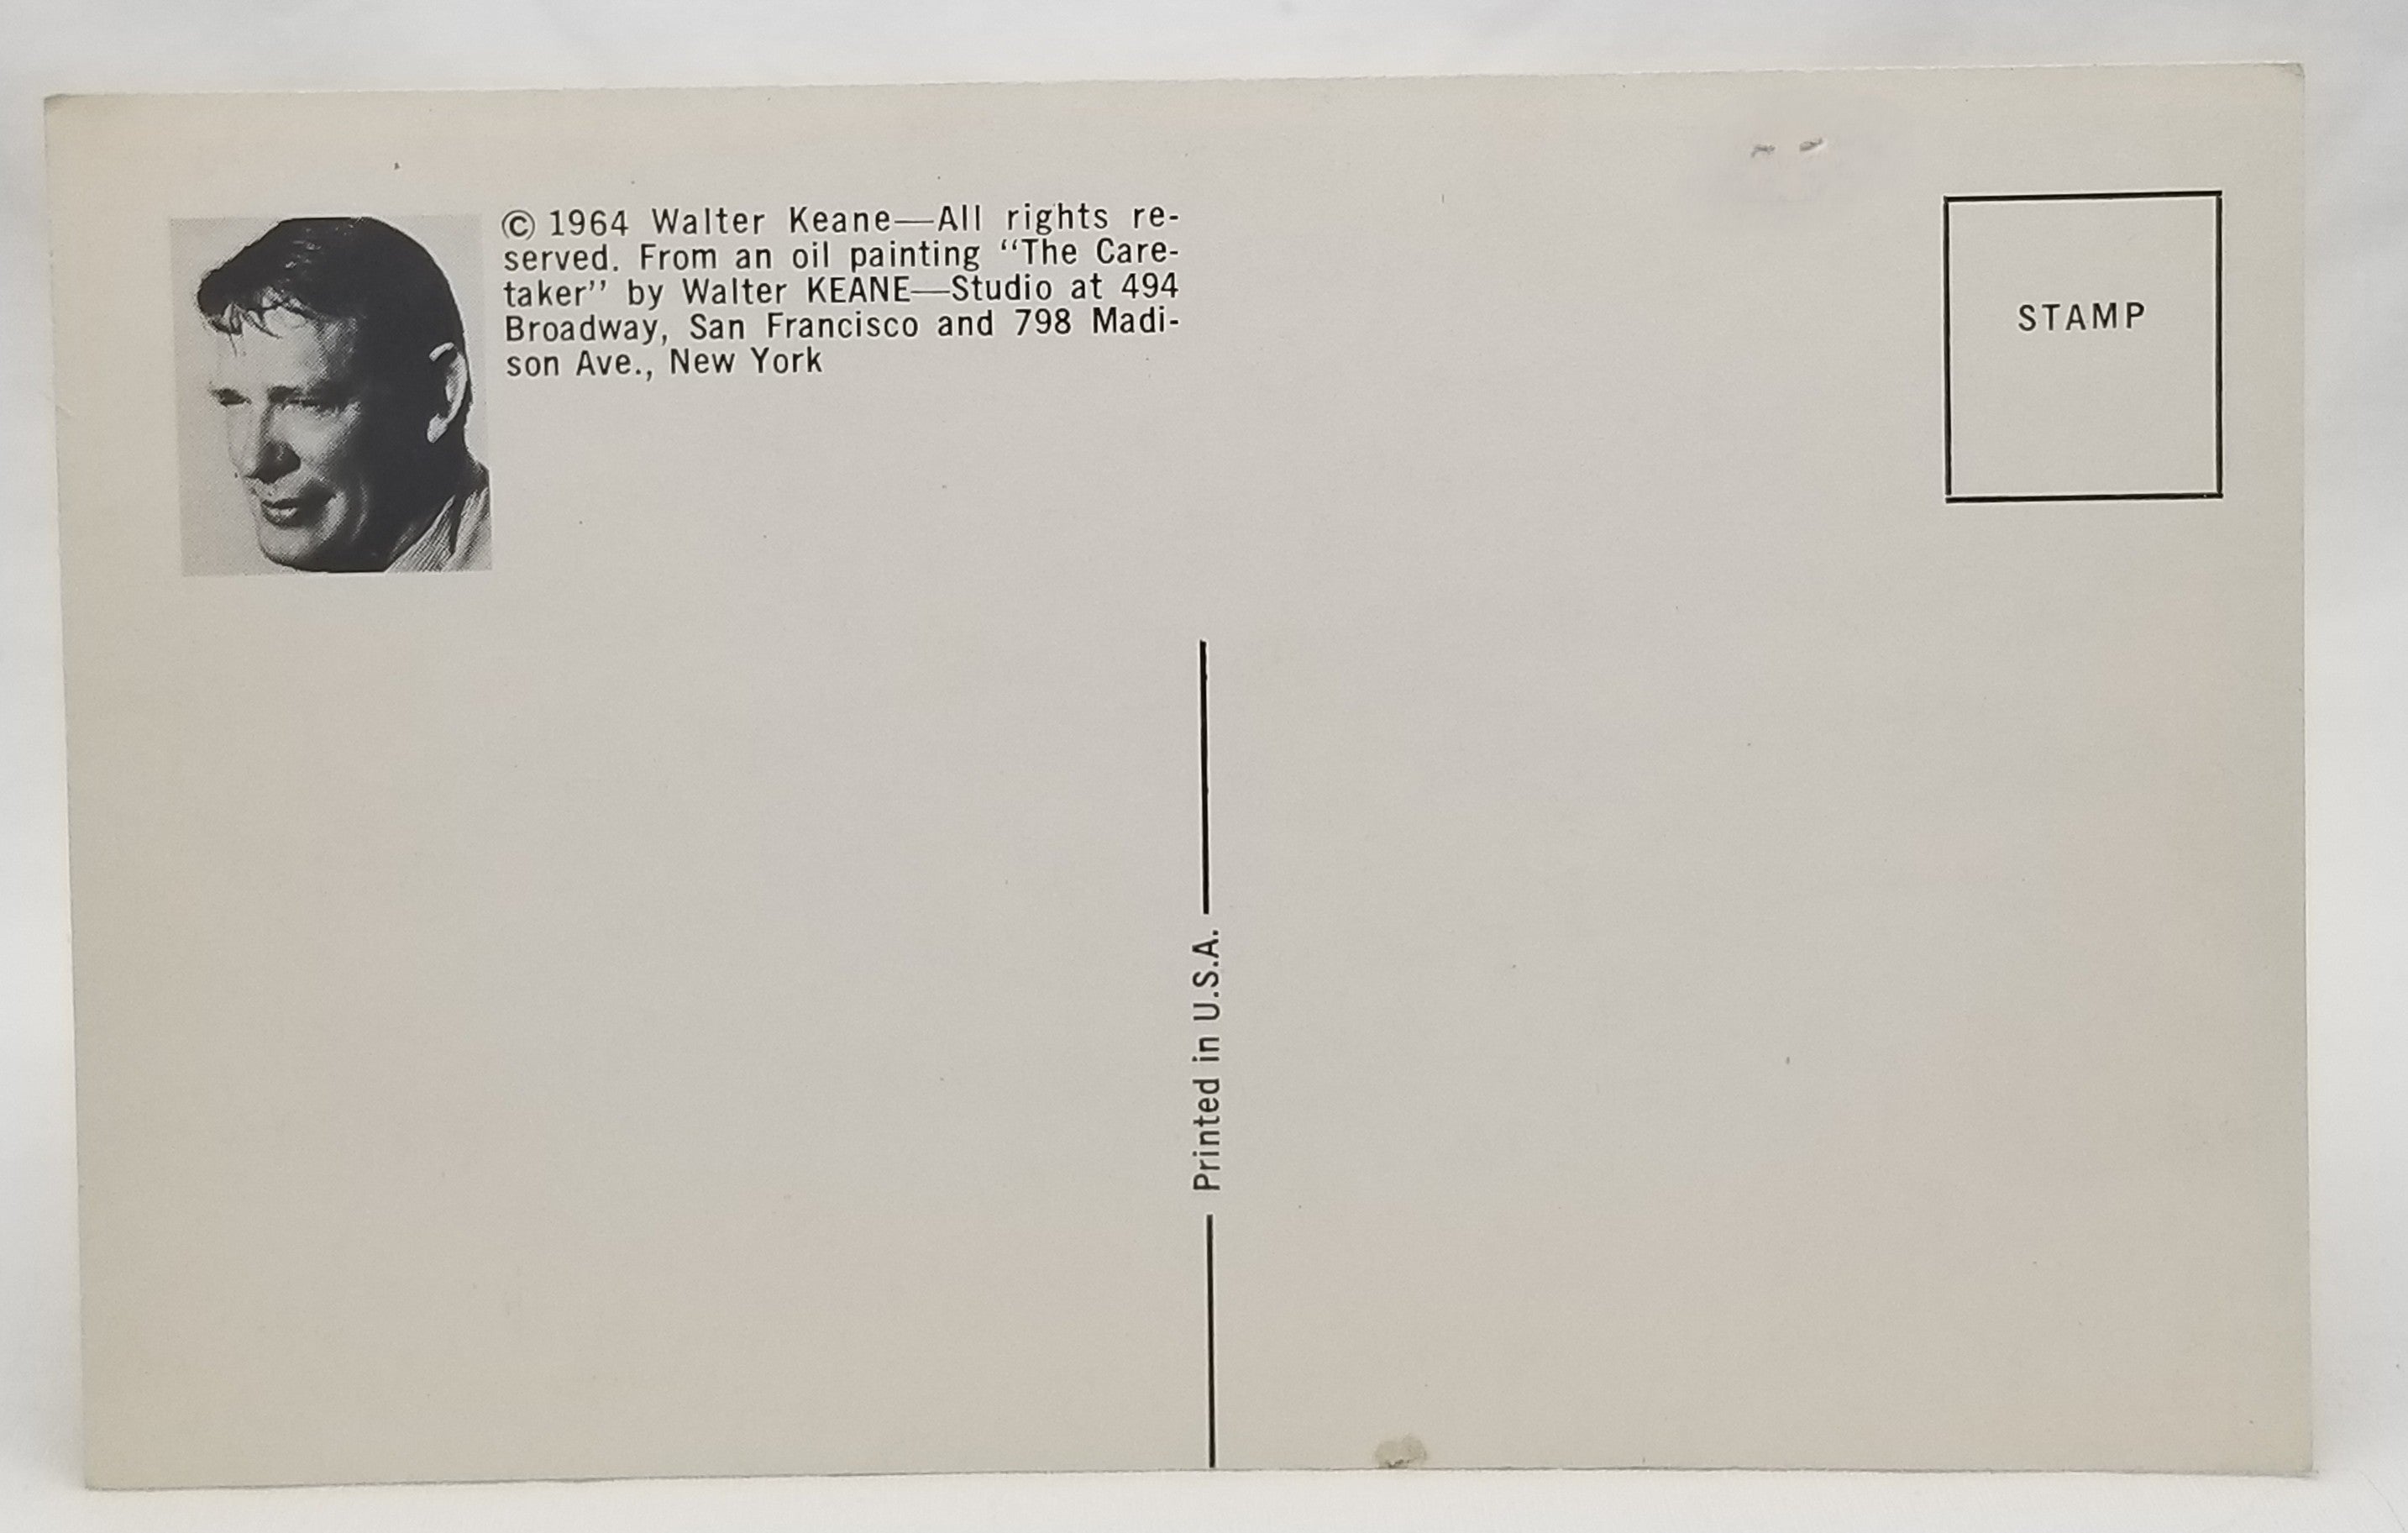 © 1964 Walter Keane—All rights re-
served. From an oil painting “The Care-
taker” by Walter KEANE—Studio at 494
Broadway, San Francisco and 798 Madi-
son Ave., New York
STAMP
Printed in U.S.A.